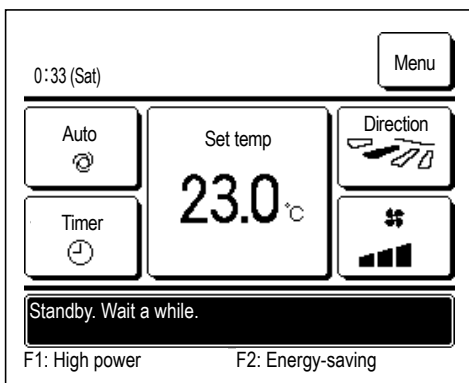 0:33 (Sat)
Menu
Auto
Set temp
Direction
23.0 °C
Timer
Standby. Wait a while.
F1: High power
F2: Energy-saving